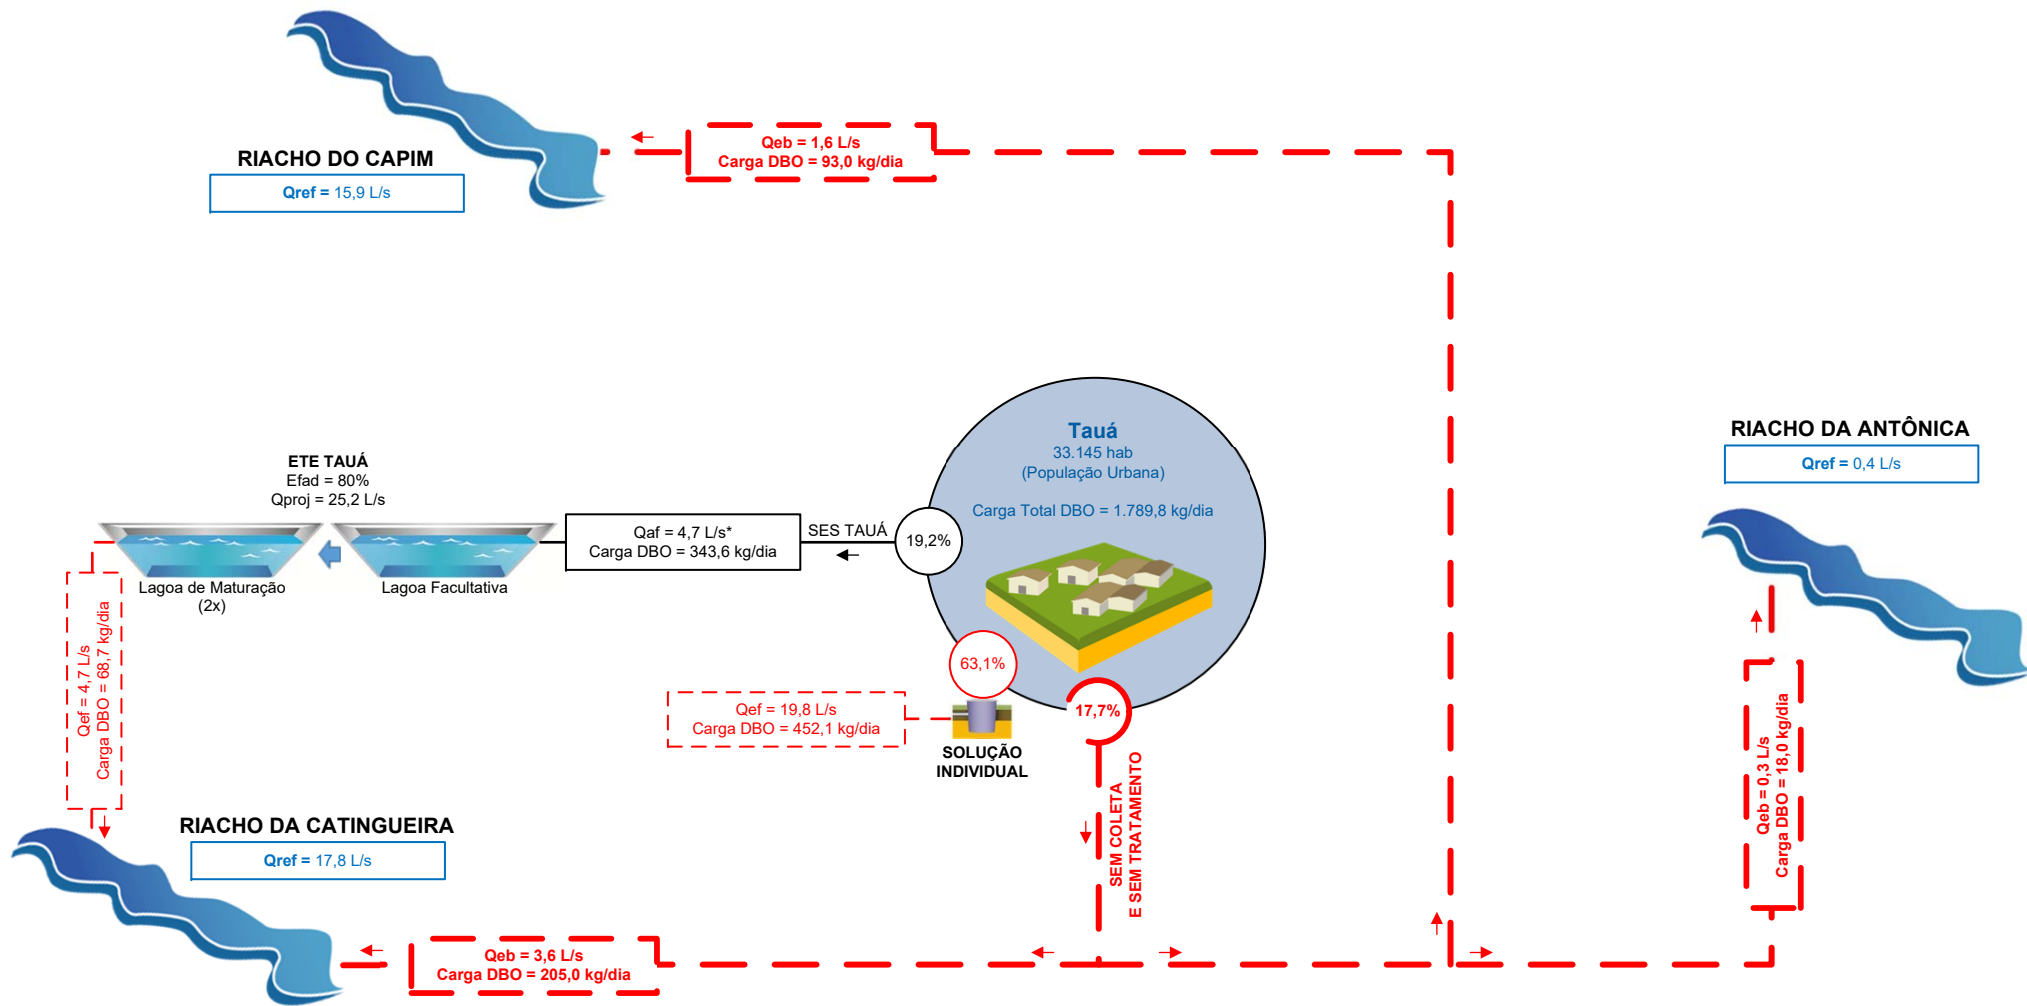 RIACHO DO CAPIM
Qref = 15,9 L/s
Qeb = 1,6 L/s
Carga DBO = 93,0 kg/dia
RIACHO DA ANTÔNICA
Qref = 0,4 L/s
Tauá
33.145 hab
(População Urbana)
Carga Total DBO = 1.789,8 kg/dia
ETE TAUÁ
Efad = 80%
Qproj = 25,2 L/s
Qaf = 4,7 L/s*
Carga DBO = 343,6 kg/dia
SES TAUÁ
19,2%
Lagoa de Maturação
(2x)
Lagoa Facultativa
Qef = 4,7 L/s
Carga DBO = 68,7 kg/dia
63,1%
Qef = 19,8 L/s
Carga DBO = 452,1 kg/dia
SOLUÇÃO
INDIVIDUAL
17,7%
SEM COLETA
E SEM TRATAMENTO
Qeb = 0,3 L/s
Carga DBO = 18,0 kg/dia
RIACHO DA CATINGUEIRA
Qref = 17,8 L/s
Qeb = 3,6 L/s
Carga DBO = 205,0 kg/dia